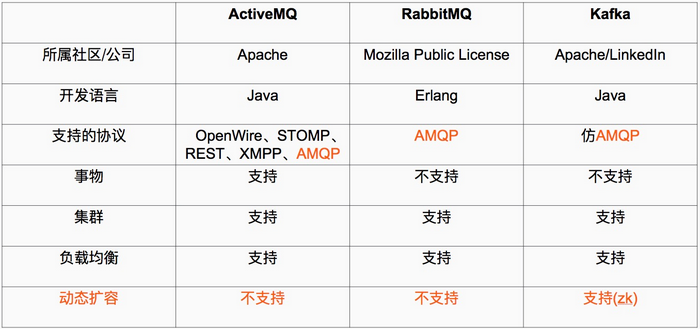 ActiveMQ RabbitMQ Kafka
所属社区/公司 Apache Mozilla Public License Apache/LinkedIn
开发语言 Java Erlang Java
支持的协议 OpenWire、STOMP、 AMQP 仿AMQP
REST、XMPP、AMQP
事物 支持 不支持 不支持
集群 支持 支持 支持
负载均衡 支持 支持 支持
动态扩容 不支持 不支持 支持(zk)